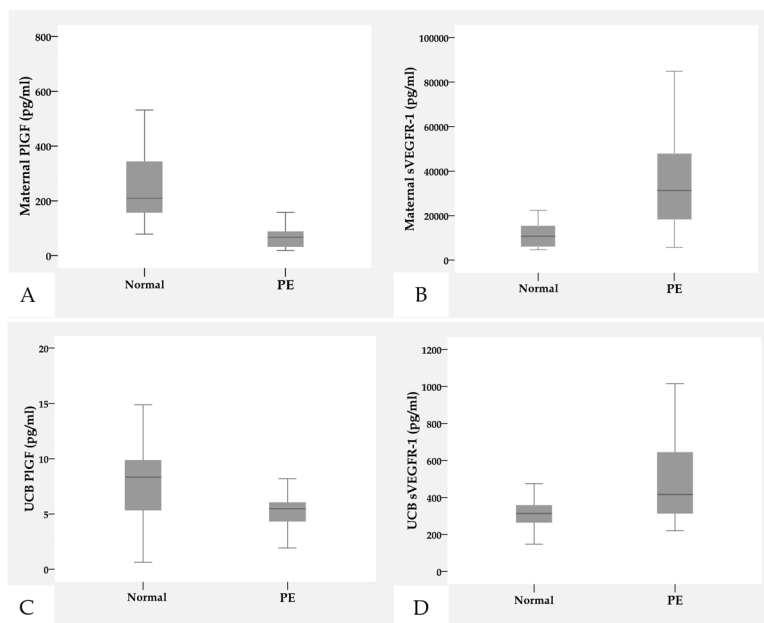 Maternal PlGF (pg/ml)
800
600
400
200
0
Normal
PE
A
Maternal sVEGFR-1 (pg/ml)
100000
80000
60000
40000
20000
0
Normal
PE
B
UCB PlGF (pg/ml)
20
15
10
5
0
Normal
PE
C
UCB sVEGFR-1 (pg/ml)
1200
1000
800
600
400
200
0
Normal
PE
D